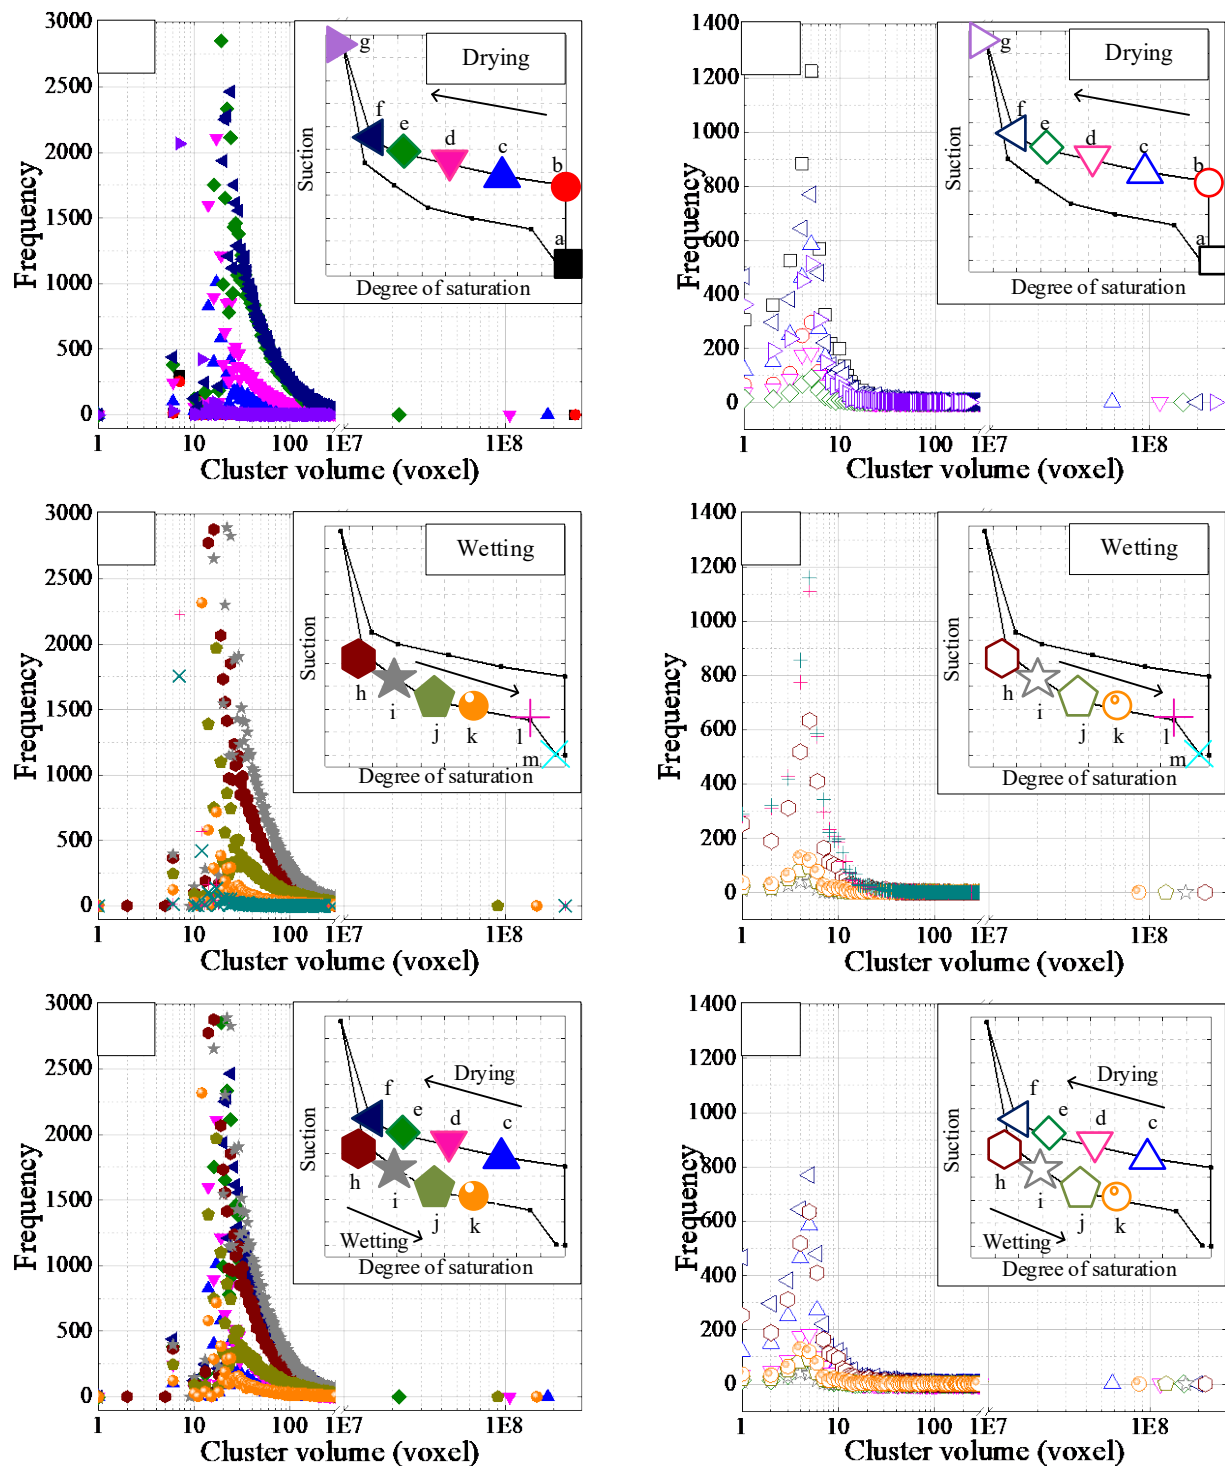 3000
2500
2000
1500
1000
500
0
Frequency
1 10 100 1E7 1E8
Cluster volume (voxel)
Drying
g
f e d c b
a
Suction
Degree of saturation
1400
1200
1000
800
600
400
200
0
Frequency
1 10 100 1E7 1E8
Cluster volume (voxel)
Drying
g
f e d c b
a
Suction
Degree of saturation
3000
2500
2000
1500
1000
500
0
Frequency
1 10 100 1E7 1E8
Cluster volume (voxel)
Wetting
Suction
h i j k l
m
Degree of saturation
1400
1200
1000
800
600
400
200
0
Frequency
1 10 100 1E7 1E8
Cluster volume (voxel)
Wetting
Suction
h i j k l
m
Degree of saturation
3000
2500
2000
1500
1000
500
0
Frequency
1 10 100 1E7 1E8
Cluster volume (voxel)
Drying
f e d c
Suction
h i j k
Wetting
Degree of saturation
1400
1200
1000
800
600
400
200
0
Frequency
1 10 100 1E7 1E8
Cluster volume (voxel)
Drying
f e d c
Suction
h i j k
Wetting
Degree of saturation